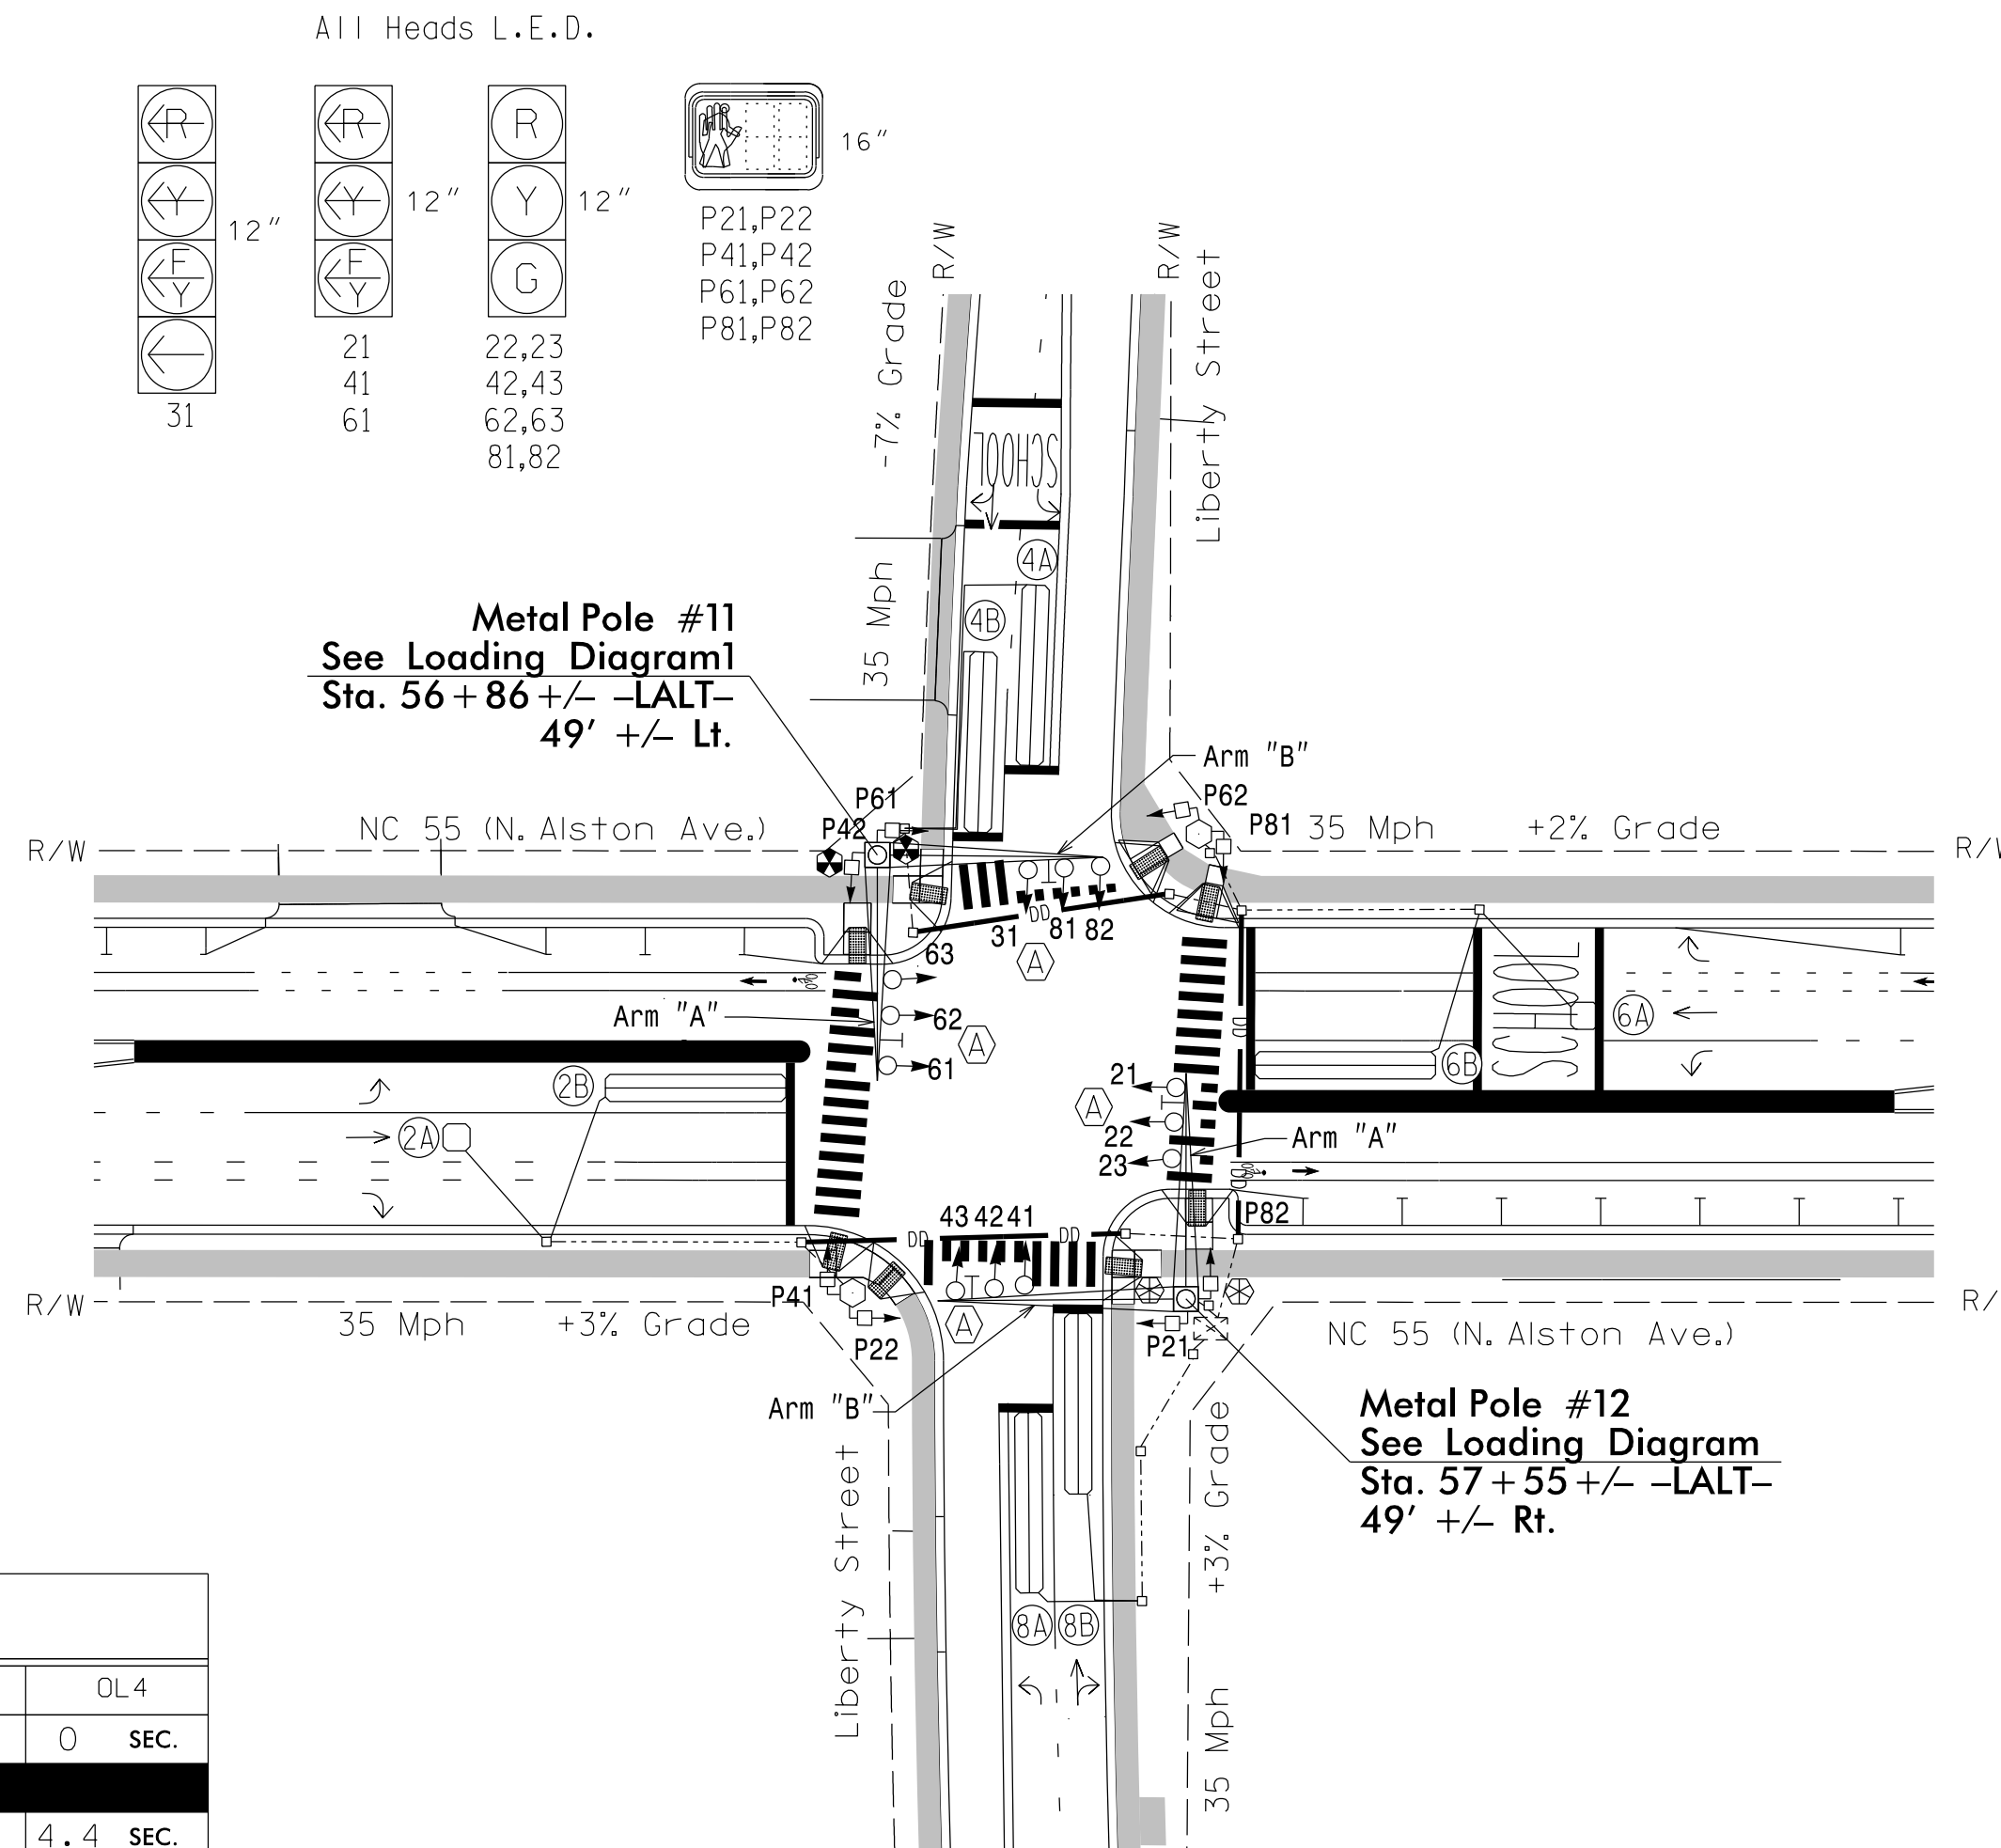 All Heads L.E.D.
R
Y
F
Y
12"
31
R
Y
F
Y
12"
21
41
61
R
Y
G
12"
22,23
42,43
62,63
81,82
16"
P21,P22
P41,P42
P61,P62
P81,P82
R/W
R/W
-7% Grade
Liberty Street
SCHOOL
35 Mph
4A
4B
Metal Pole #11
See Loading Diagram1
Sta. 56+86 +/- -LALT-
49' +/- Lt.
Arm "B"
P61
P62
P42
P81
NC 55 (N. Alston Ave.)
35 Mph
+2% Grade
R/W
R/W
DD
31
81
82
63
A
Arm "A"
62
A
61
DD
SCHOOL
6A
6B
2B
2A
21
A
22
23
Arm "A"
DD
43
42
41
DD
DD
P82
P41
P22
A
P21
R/W
35 Mph
+3% Grade
NC 55 (N. Alston Ave.)
R/
Arm "B"
Metal Pole #12
See Loading Diagram
Sta. 57+55 +/- -LALT-
49' +/- Rt.
Liberty Street
+3% Grade
8A
8B
35 Mph
OL4
0 SEC.
4.4 SEC.